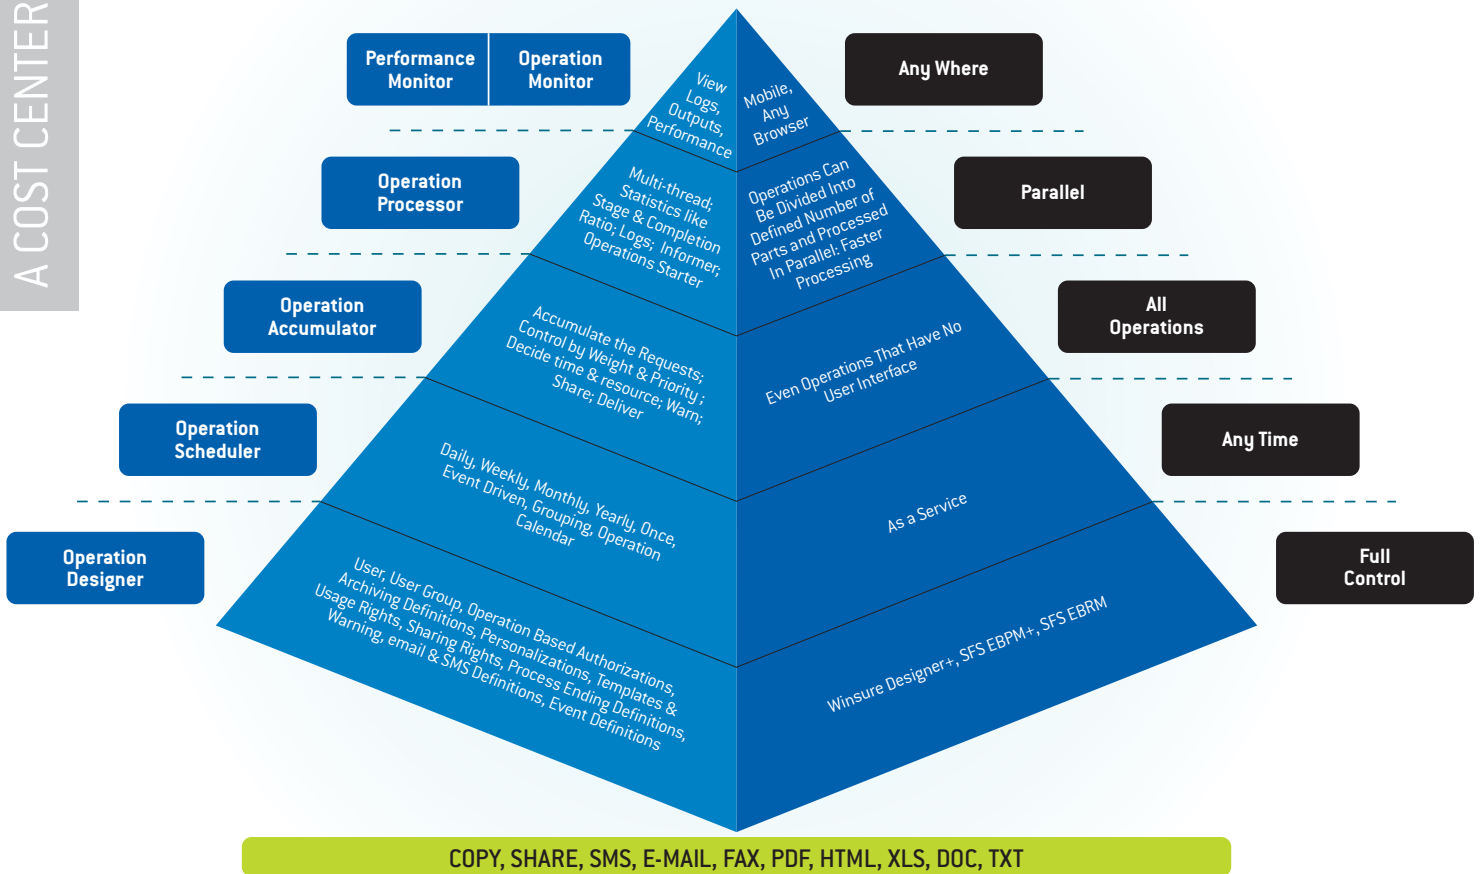 A COST CENTER
Performance
Monitor
Operation
Monitor
View
Logs,
Outputs,
Performance
Mobile,
Any
Browser
Any Where
Operation
Processor
Multi-thread;
Statistics like
Stage & Completion
Ratio; Logs; Informer;
Operations Starter
Operations Can
Be Divided Into
Defined Number of
Parts and Processed
In Parallel: Faster
Processing
Parallel
Operation
Accumulator
Accumulate the Requests;
Control by Weight & Priority ;
Decide time & resource; Warn;
Share; Deliver
Even Operations That Have No
User Interface
All
Operations
Operation
Scheduler
Daily, Weekly, Monthly, Yearly, Once,
Event Driven, Grouping, Operation
Calendar
As a Service
Any Time
Operation
Designer
User, User Group, Operation Based Authorizations,
Archiving Definitions, Personalizations, Templates &
Usage Rights, Sharing Rights, Process Ending Definitions,
Warning, email & SMS Definitions, Event Definitions
Winsure Designer+, SFS EBPM+, SFS EBRM
Full
Control
COPY, SHARE, SMS, E-MAIL, FAX, PDF, HTML, XLS, DOC, TXT